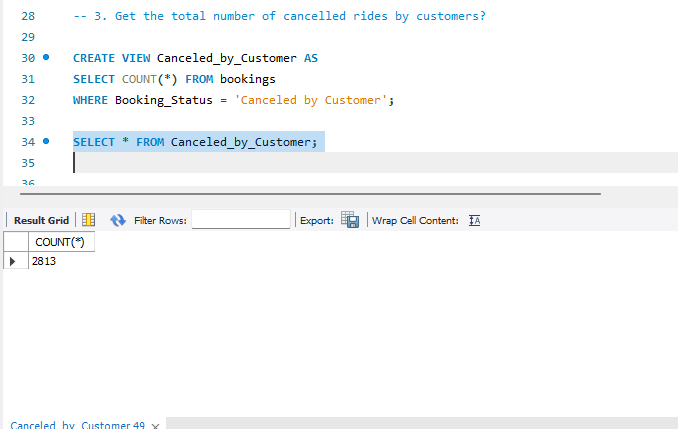 28 -- 3. Get the total number of cancelled rides by customers?
29
30 CREATE VIEW Canceled_by_Customer AS
31 SELECT COUNT(*) FROM bookings
32 WHERE Booking_Status = 'Canceled by Customer';
33
34 SELECT * FROM Canceled_by_Customer;
35
36
Result Grid Filter Rows: Export: Wrap Cell Content: IA
COUNT(*)
2813
Canceled_by_Customer 49 ×